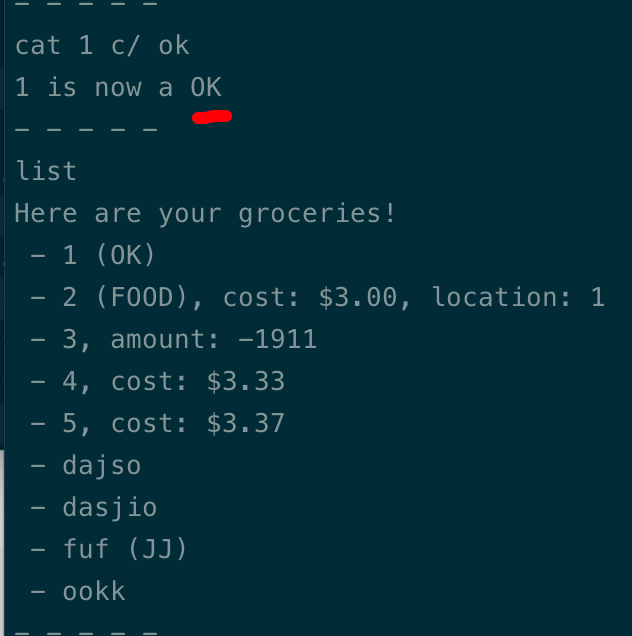 - - - - -
cat 1 c/ ok
1 is now a OK
- - - - -
list
Here are your groceries!
- 1 (OK)
- 2 (FOOD), cost: $3.00, location: 1
- 3, amount: -1911
- 4, cost: $3.33
- 5, cost: $3.37
- dajso
- dasjio
- fuf (JJ)
- ookk
- - - - -